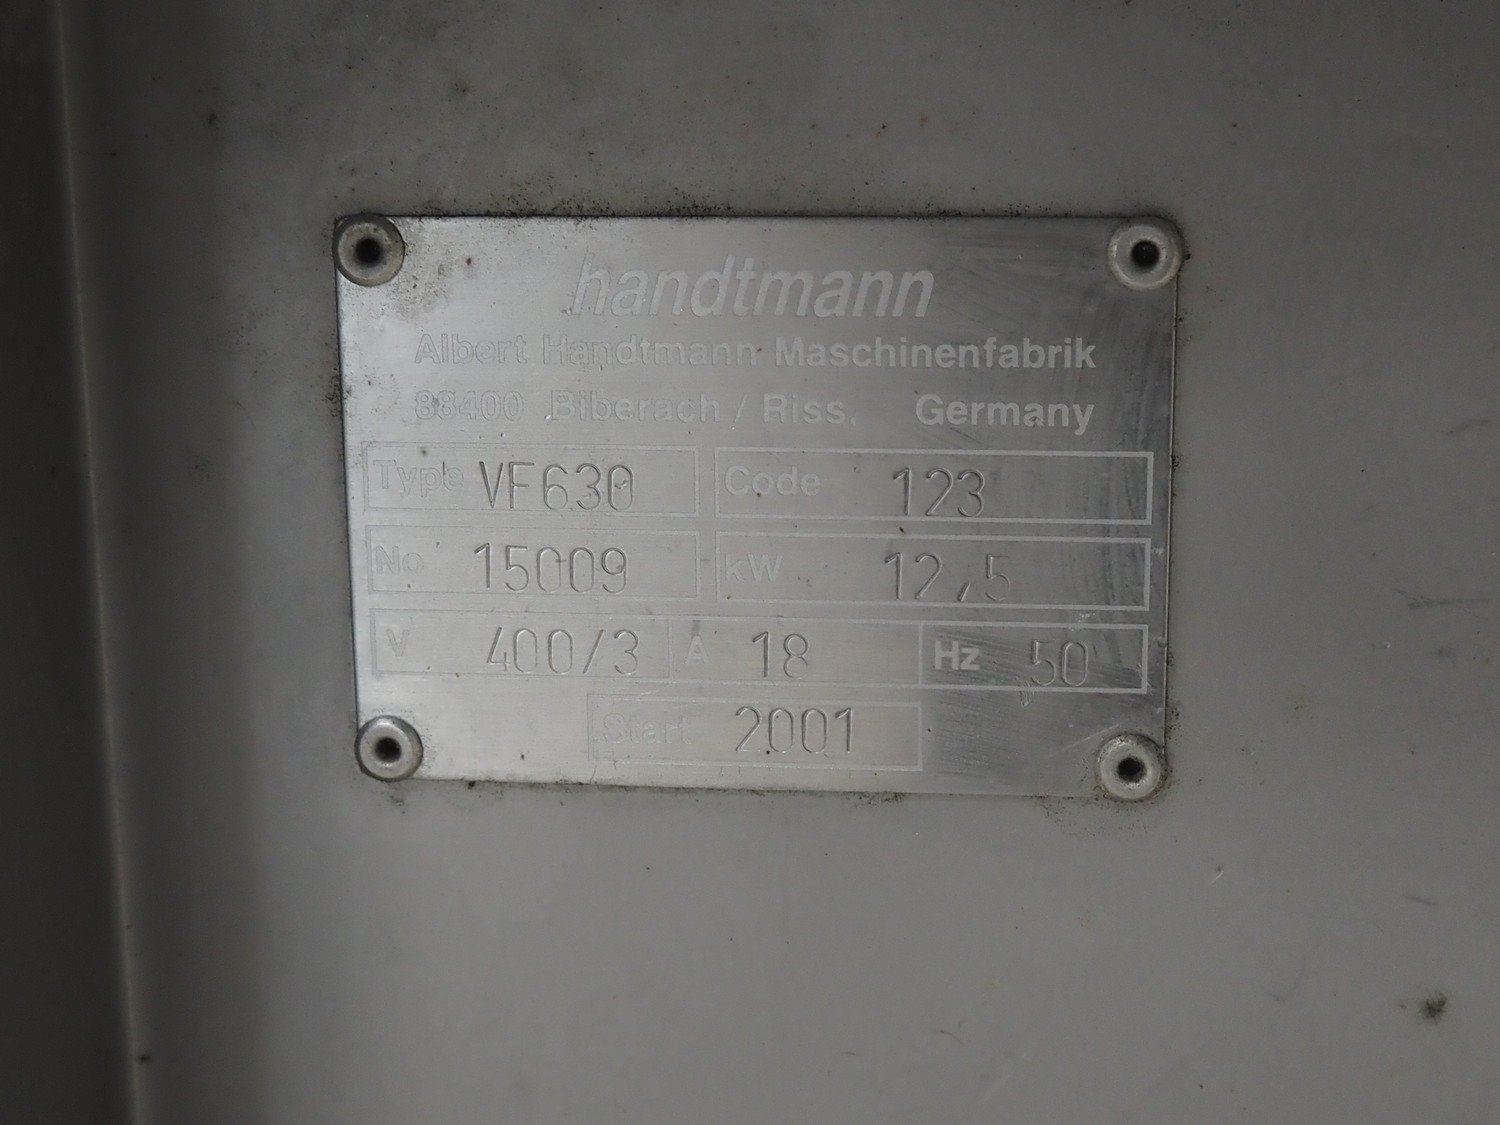 handtmann
Albert Handtmann Maschinenfabrik
88400 Biberach / Riss, Germany
Type VF630 Code 123
No 15009 kW 12,5
V 400/3 A 18 Hz 50
Start 2001